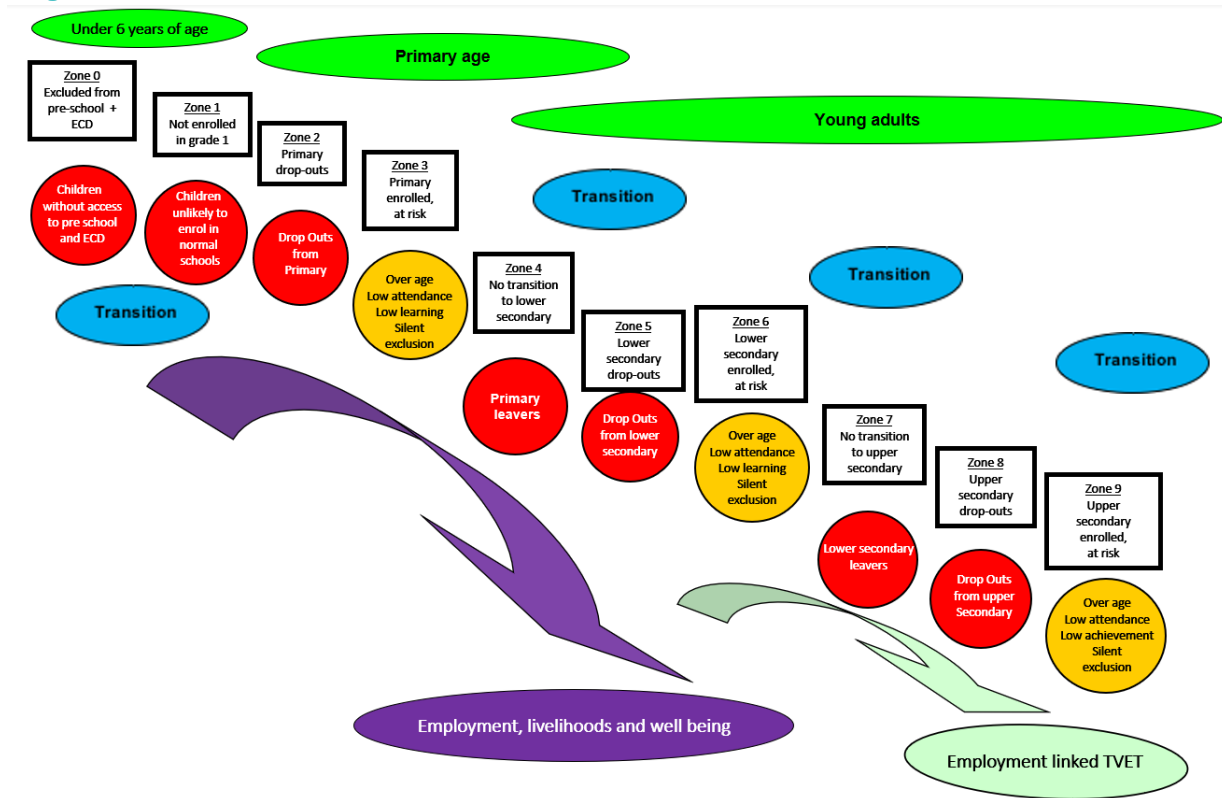 Under 6 years of age
Primary age
Young adults
Zone 0
Excluded from
pre-school +
ECD
Zone 1
Not enrolled
in grade 1
Zone 2
Primary
drop-outs
Zone 3
Primary
enrolled,
at risk
Transition
Children
without access
to pre school
and ECD
Children
unlikely to
enrol in
normal
schools
Drop Outs
from
Primary
Over age
Low attendance
Low learning
Silent
exclusion
Zone 4
No transition
to lower
secondary
Transition
Transition
Zone 5
Lower
secondary
drop-outs
Zone 6
Lower
secondary
enrolled,
at risk
Transition
Primary
leavers
Drop Outs
from lower
secondary
Over age
Low attendance
Low learning
Silent
exclusion
Zone 7
No transition
to upper
secondary
Zone 8
Upper
secondary
drop-outs
Zone 9
Upper
secondary
enrolled,
at risk
Lower secondary
leavers
Drop Outs
from upper
Secondary
Over age
Low attendance
Low achievement
Silent
exclusion
Employment, livelihoods and well being
Employment linked TVET